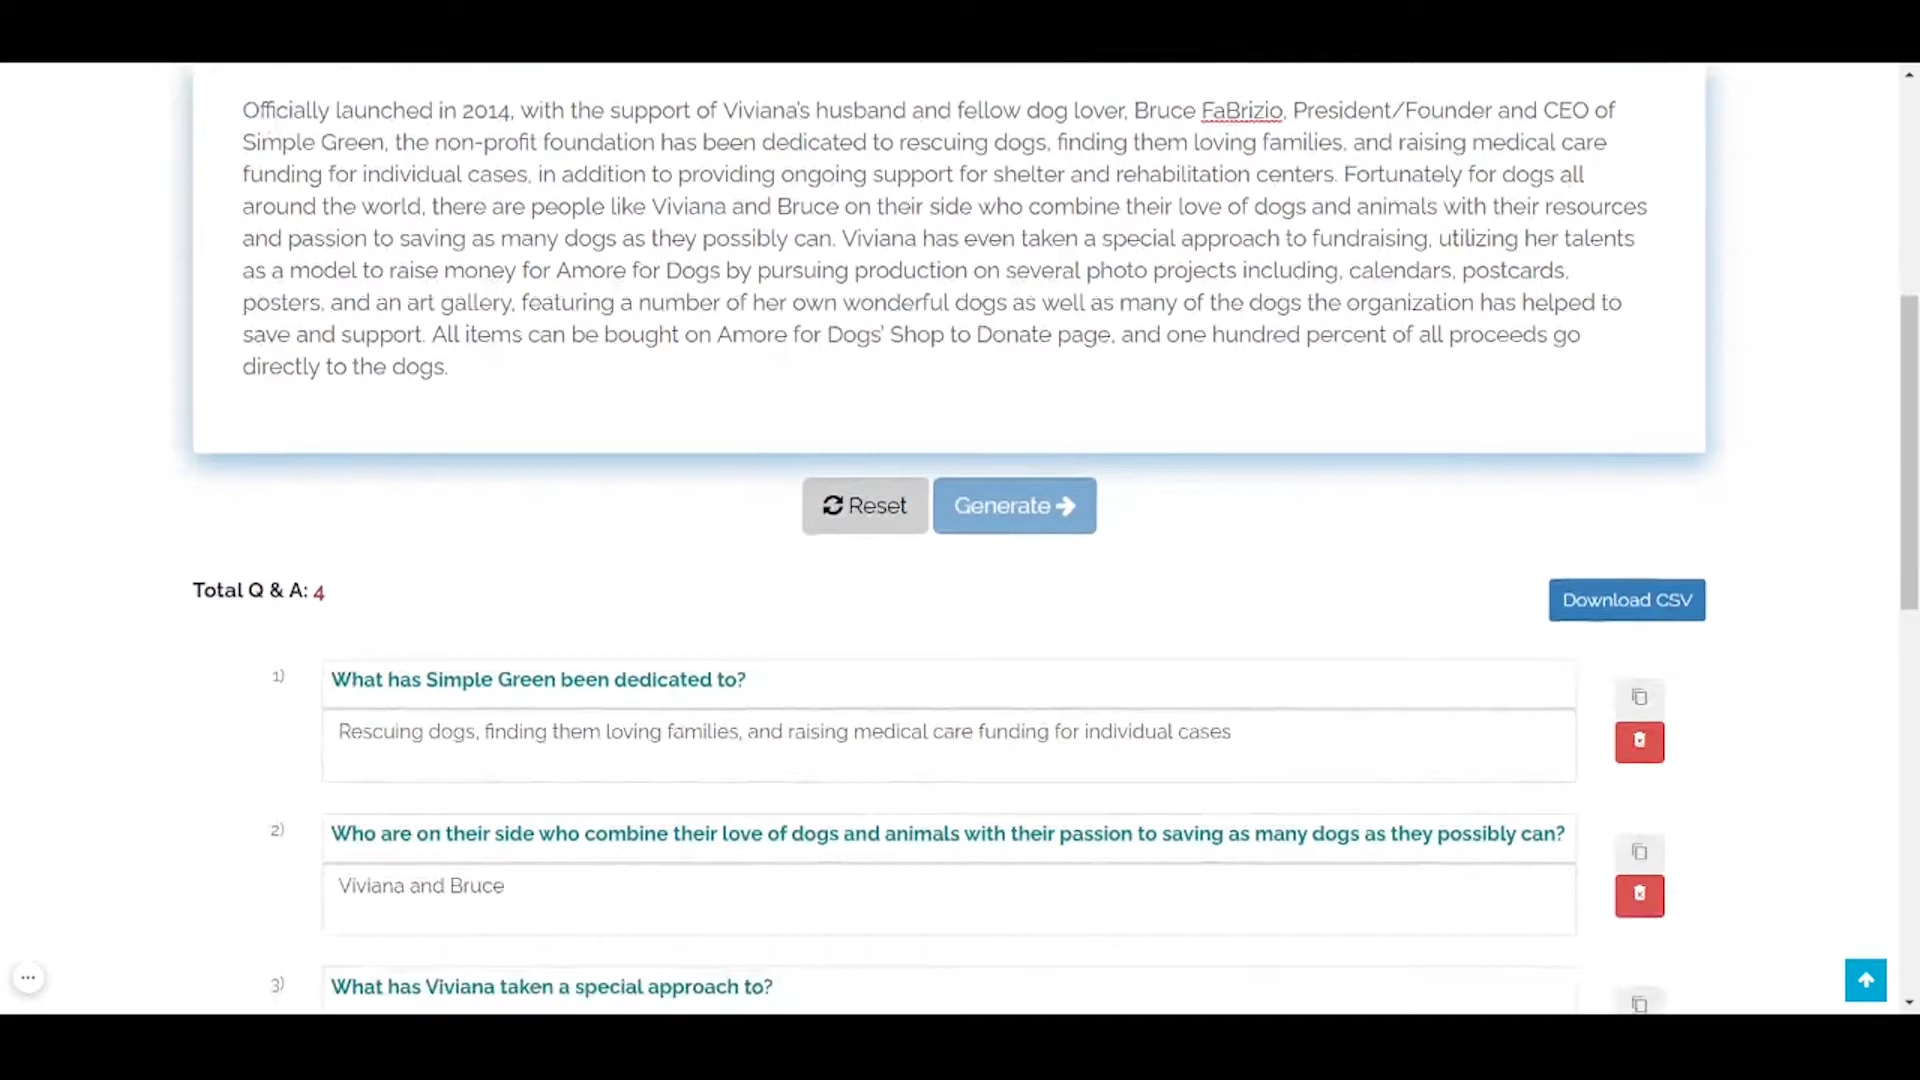 Officially launched in 2014, with the support of Viviana's husband and fellow dog lover, Bruce FaBrizio, President/Founder and CEO of
Simple Green, the non-profit foundation has been dedicated to rescuing dogs, finding them loving families, and raising medical care
funding for individual cases, in addition to providing ongoing support for shelter and rehabilitation centers. Fortunately for dogs all
around the world, there are people like Viviana and Bruce on their side who combine their love of dogs and animals with their resources
and passion to saving as many dogs as they possibly can. Viviana has even taken a special approach to fundraising, utilizing her talents
as a model to raise money for Amore for Dogs by pursuing production on several photo projects including, calendars, postcards,
posters, and an art gallery, featuring a number of her own wonderful dogs as well as many of the dogs the organization has helped to
save and support. All items can be bought on Amore for Dogs' Shop to Donate page, and one hundred percent of all proceeds go
directly to the dogs.
Reset Generate
Total Q & A: 4
Download CSV
1) What has Simple Green been dedicated to?
Rescuing dogs, finding them loving families, and raising medical care funding for individual cases
2) Who are on their side who combine their love of dogs and animals with their passion to saving as many dogs as they possibly can?
Viviana and Bruce
3) What has Viviana taken a special approach to?